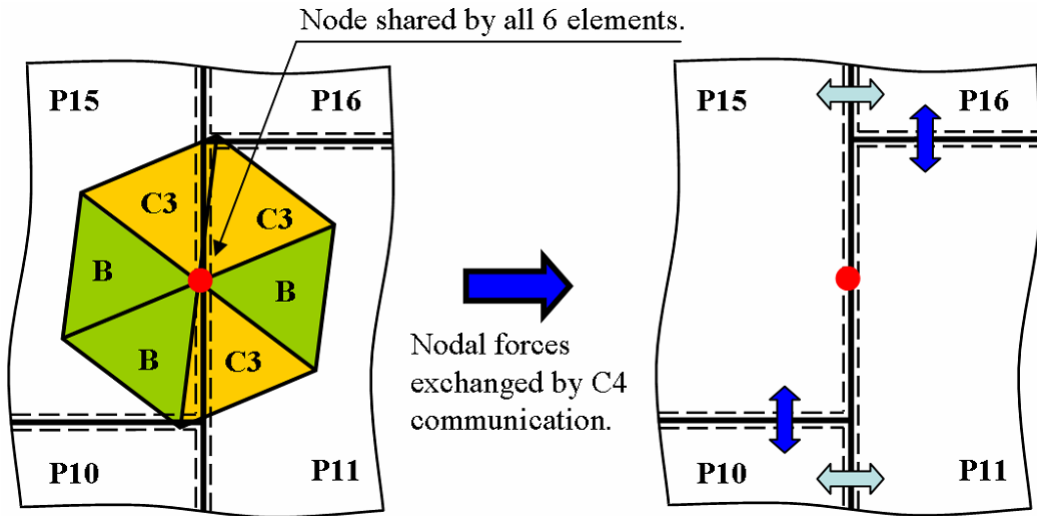 Node shared by all 6 elements.
P15
P16
C3
C3
B
B
B
C3
P10
P11
Nodal forces
exchanged by C4
communication.
P15
P16
P10
P11